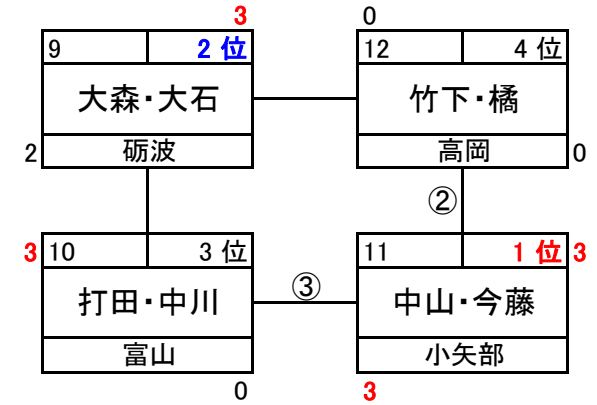 3 0
9 2 位 12 4 位
大森・大石 竹下・橘
2 砺波 高岡 0
②
3 10 3 位 11 1 位 3
③
打田・中川 中山・今藤
富山 小矢部
0 3